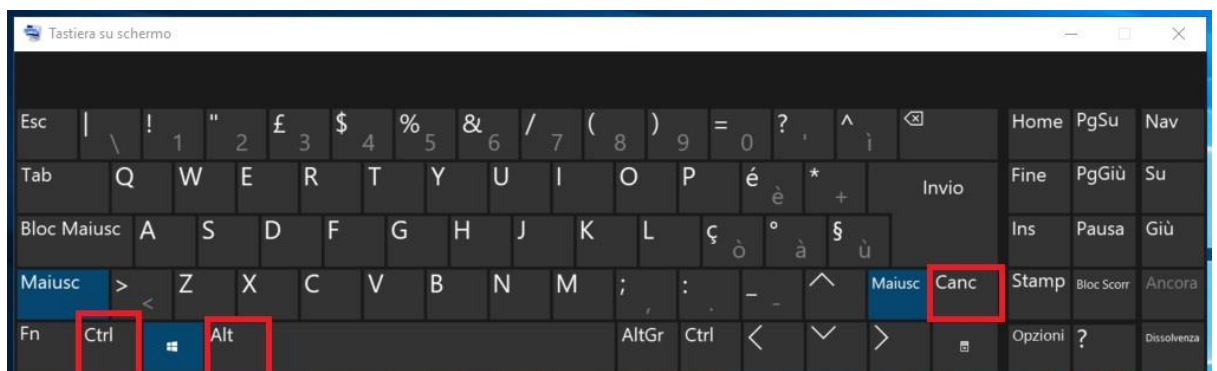 Tastiera su schermo
Esc | \ ! 1 " 2 £ 3 $ 4 % 5 & 6 / 7 ( 8 ) 9 = 0 ? ' ^ ì Home PgSu Nav
Tab Q W E R T Y U I O P é è * + Invio Fine PgGiù Su
Bloc Maiusc A S D F G H J K L ç ò ° à § ù Ins Pausa Giù
Maiusc > < Z X C V B N M ; , : . _ - Maiusc Canc Stamp Bloc Scorr Ancora
Fn Ctrl Alt AltGr Ctrl Opzioni ? Dissolvenza